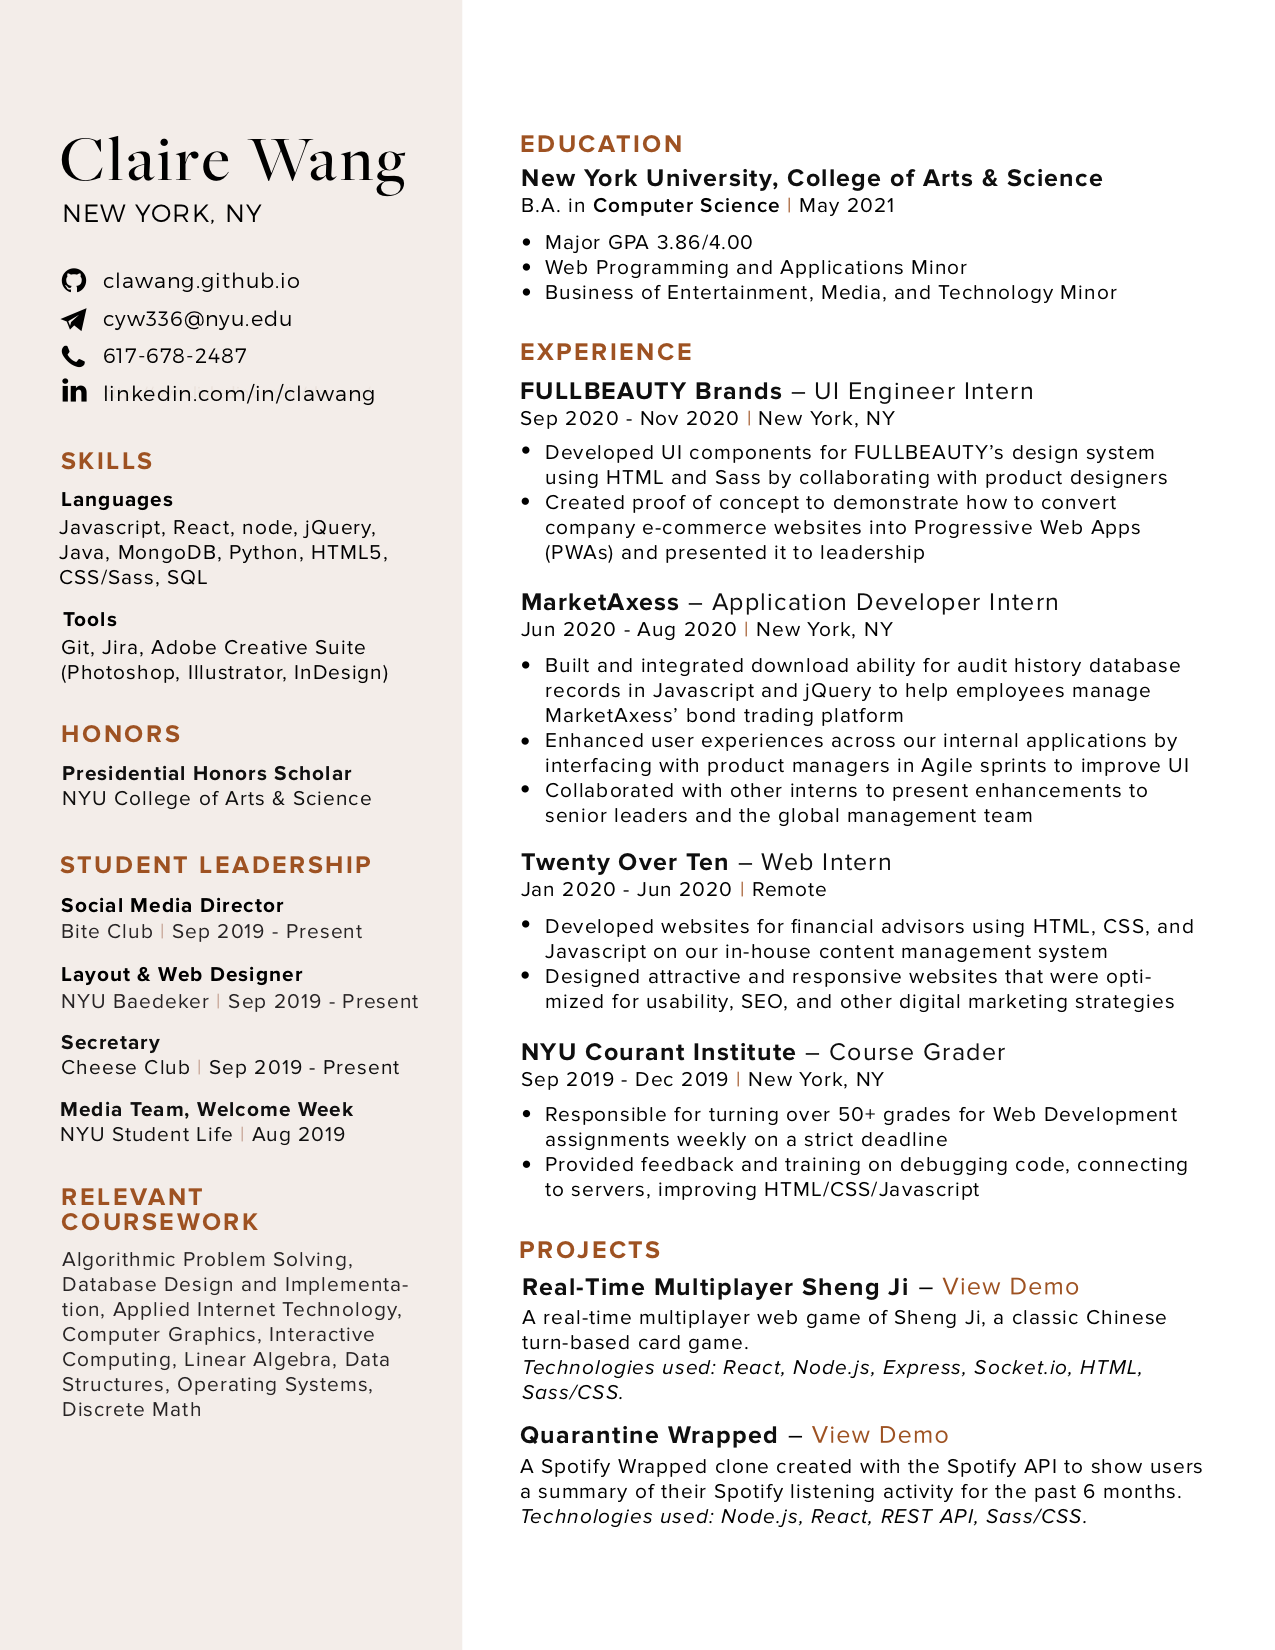 Claire Wang
NEW YORK, NY
clawang.github.io
cyw336@nyu.edu
617-678-2487
linkedin.com/in/clawang
SKILLS
Languages
Javascript, React, node, jQuery,
Java, MongoDB, Python, HTML5,
CSS/Sass, SQL
Tools
Git, Jira, Adobe Creative Suite
(Photoshop, Illustrator, InDesign)
HONORS
Presidential Honors Scholar
NYU College of Arts & Science
STUDENT LEADERSHIP
Social Media Director
Bite Club | Sep 2019 - Present
Layout & Web Designer
NYU Baedeker | Sep 2019 - Present
Secretary
Cheese Club | Sep 2019 - Present
Media Team, Welcome Week
NYU Student Life | Aug 2019
RELEVANT
COURSEWORK
Algorithmic Problem Solving,
Database Design and Implementa-
tion, Applied Internet Technology,
Computer Graphics, Interactive
Computing, Linear Algebra, Data
Structures, Operating Systems,
Discrete Math
EDUCATION
New York University, College of Arts & Science
B.A. in Computer Science | May 2021
• Major GPA 3.86/4.00
• Web Programming and Applications Minor
• Business of Entertainment, Media, and Technology Minor
EXPERIENCE
FULLBEAUTY Brands – UI Engineer Intern
Sep 2020 - Nov 2020 | New York, NY
• Developed UI components for FULLBEAUTY’s design system
using HTML and Sass by collaborating with product designers
• Created proof of concept to demonstrate how to convert
company e-commerce websites into Progressive Web Apps
(PWAs) and presented it to leadership
MarketAxess – Application Developer Intern
Jun 2020 - Aug 2020 | New York, NY
• Built and integrated download ability for audit history database
records in Javascript and jQuery to help employees manage
MarketAxess’ bond trading platform
• Enhanced user experiences across our internal applications by
interfacing with product managers in Agile sprints to improve UI
• Collaborated with other interns to present enhancements to
senior leaders and the global management team
Twenty Over Ten – Web Intern
Jan 2020 - Jun 2020 | Remote
• Developed websites for financial advisors using HTML, CSS, and
Javascript on our in-house content management system
• Designed attractive and responsive websites that were opti-
mized for usability, SEO, and other digital marketing strategies
NYU Courant Institute – Course Grader
Sep 2019 - Dec 2019 | New York, NY
• Responsible for turning over 50+ grades for Web Development
assignments weekly on a strict deadline
• Provided feedback and training on debugging code, connecting
to servers, improving HTML/CSS/Javascript
PROJECTS
Real-Time Multiplayer Sheng Ji – View Demo
A real-time multiplayer web game of Sheng Ji, a classic Chinese
turn-based card game.
Technologies used: React, Node.js, Express, Socket.io, HTML,
Sass/CSS.
Quarantine Wrapped – View Demo
A Spotify Wrapped clone created with the Spotify API to show users
a summary of their Spotify listening activity for the past 6 months.
Technologies used: Node.js, React, REST API, Sass/CSS.